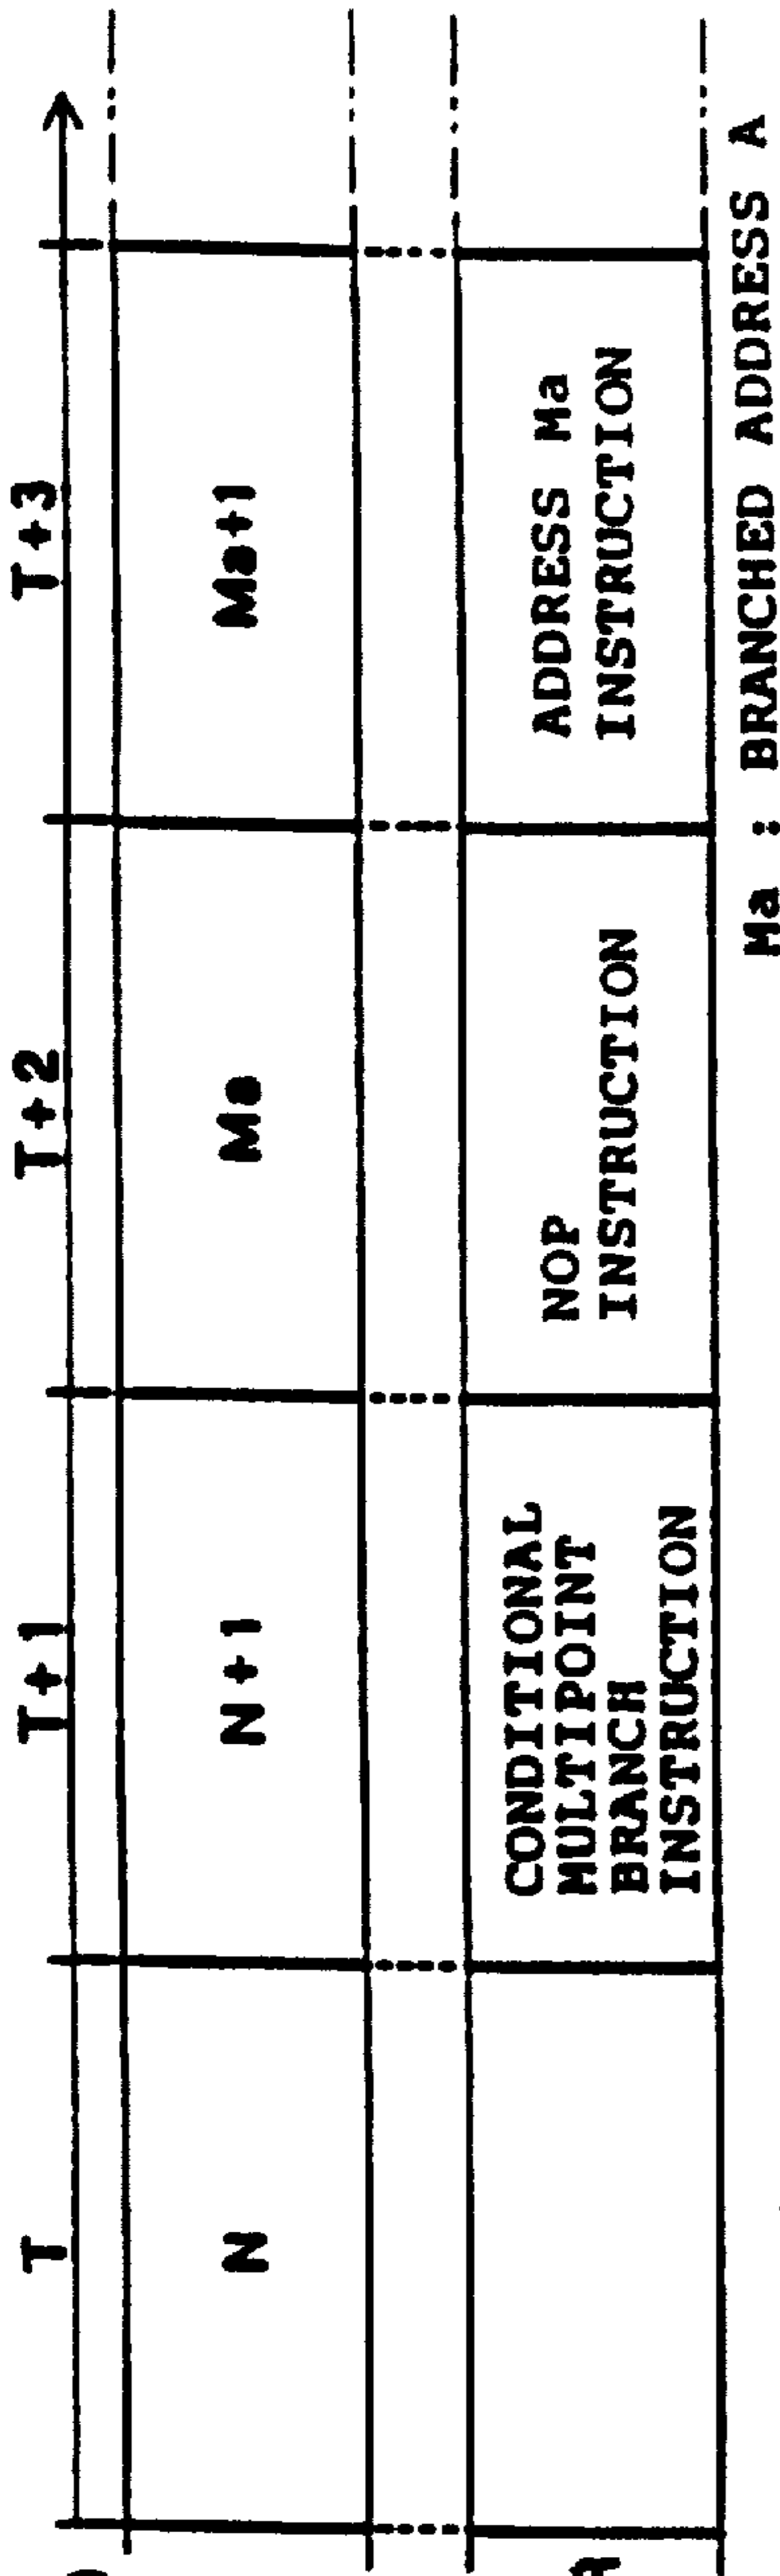 T T+1 T+2 T+3
N N+1 Ma Ma+1
CONDITIONAL
MULTIPOINT
BRANCH
INSTRUCTION
NOP
INSTRUCTION
ADDRESS Ma
INSTRUCTION
Ma : BRANCHED ADDRESS A